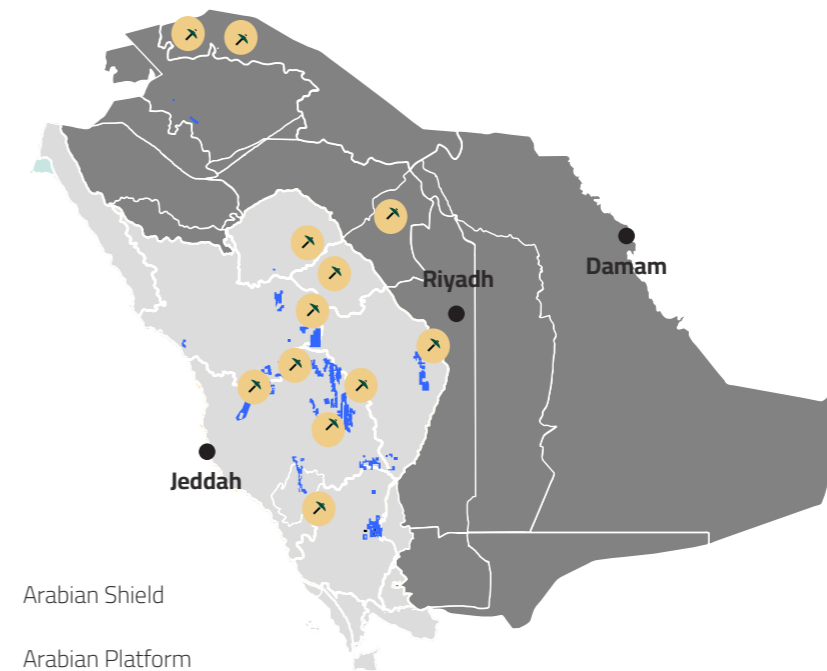 Riyadh
Damam
Jeddah
Arabian Shield
Arabian Platform